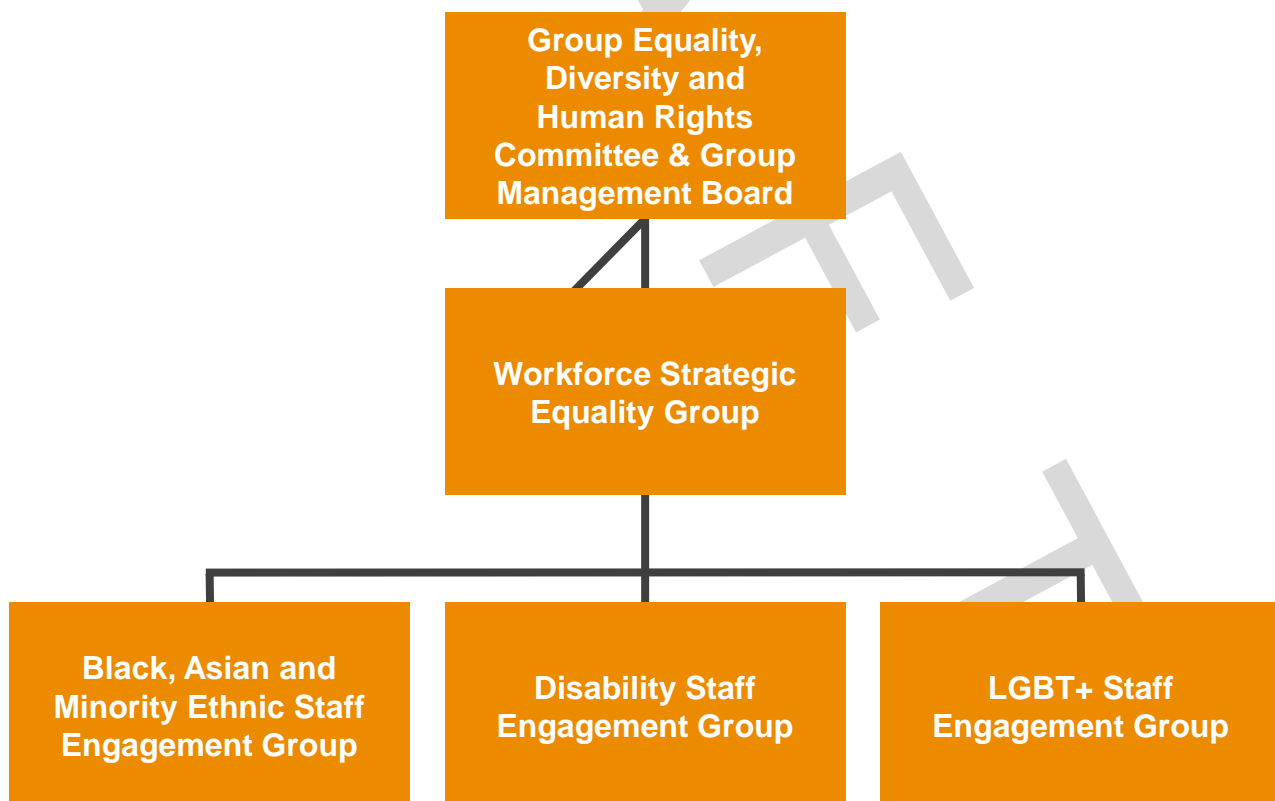 Group Equality,
Diversity and
Human Rights
Committee & Group
Management Board
Workforce Strategic
Equality Group
Black, Asian and
Minority Ethnic Staff
Engagement Group
Disability Staff
Engagement Group
LGBT+ Staff
Engagement Group